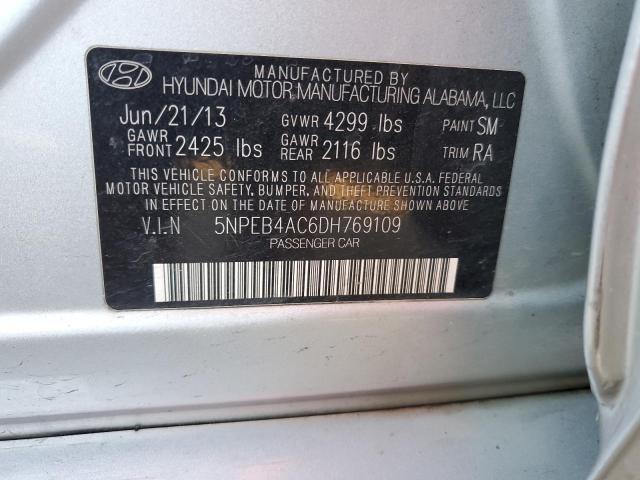 MANUFACTURED BY
HYUNDAI MOTOR MANUFACTURING ALABAMA, LLC
Jun/21/13 GVWR 4299 lbs PAINT SM
GAWR FRONT 2425 lbs GAWR REAR 2116 lbs TRIM RA
THIS VEHICLE CONFORMS TO ALL APPLICABLE U.S.A. FEDERAL
MOTOR VEHICLE SAFETY, BUMPER, AND THEFT PREVENTION STANDARDS
IN EFFECT ON THE DATE OF MANUFACTURE SHOWN ABOVE
V.I.N 5NPEB4AC6DH769109
PASSENGER CAR